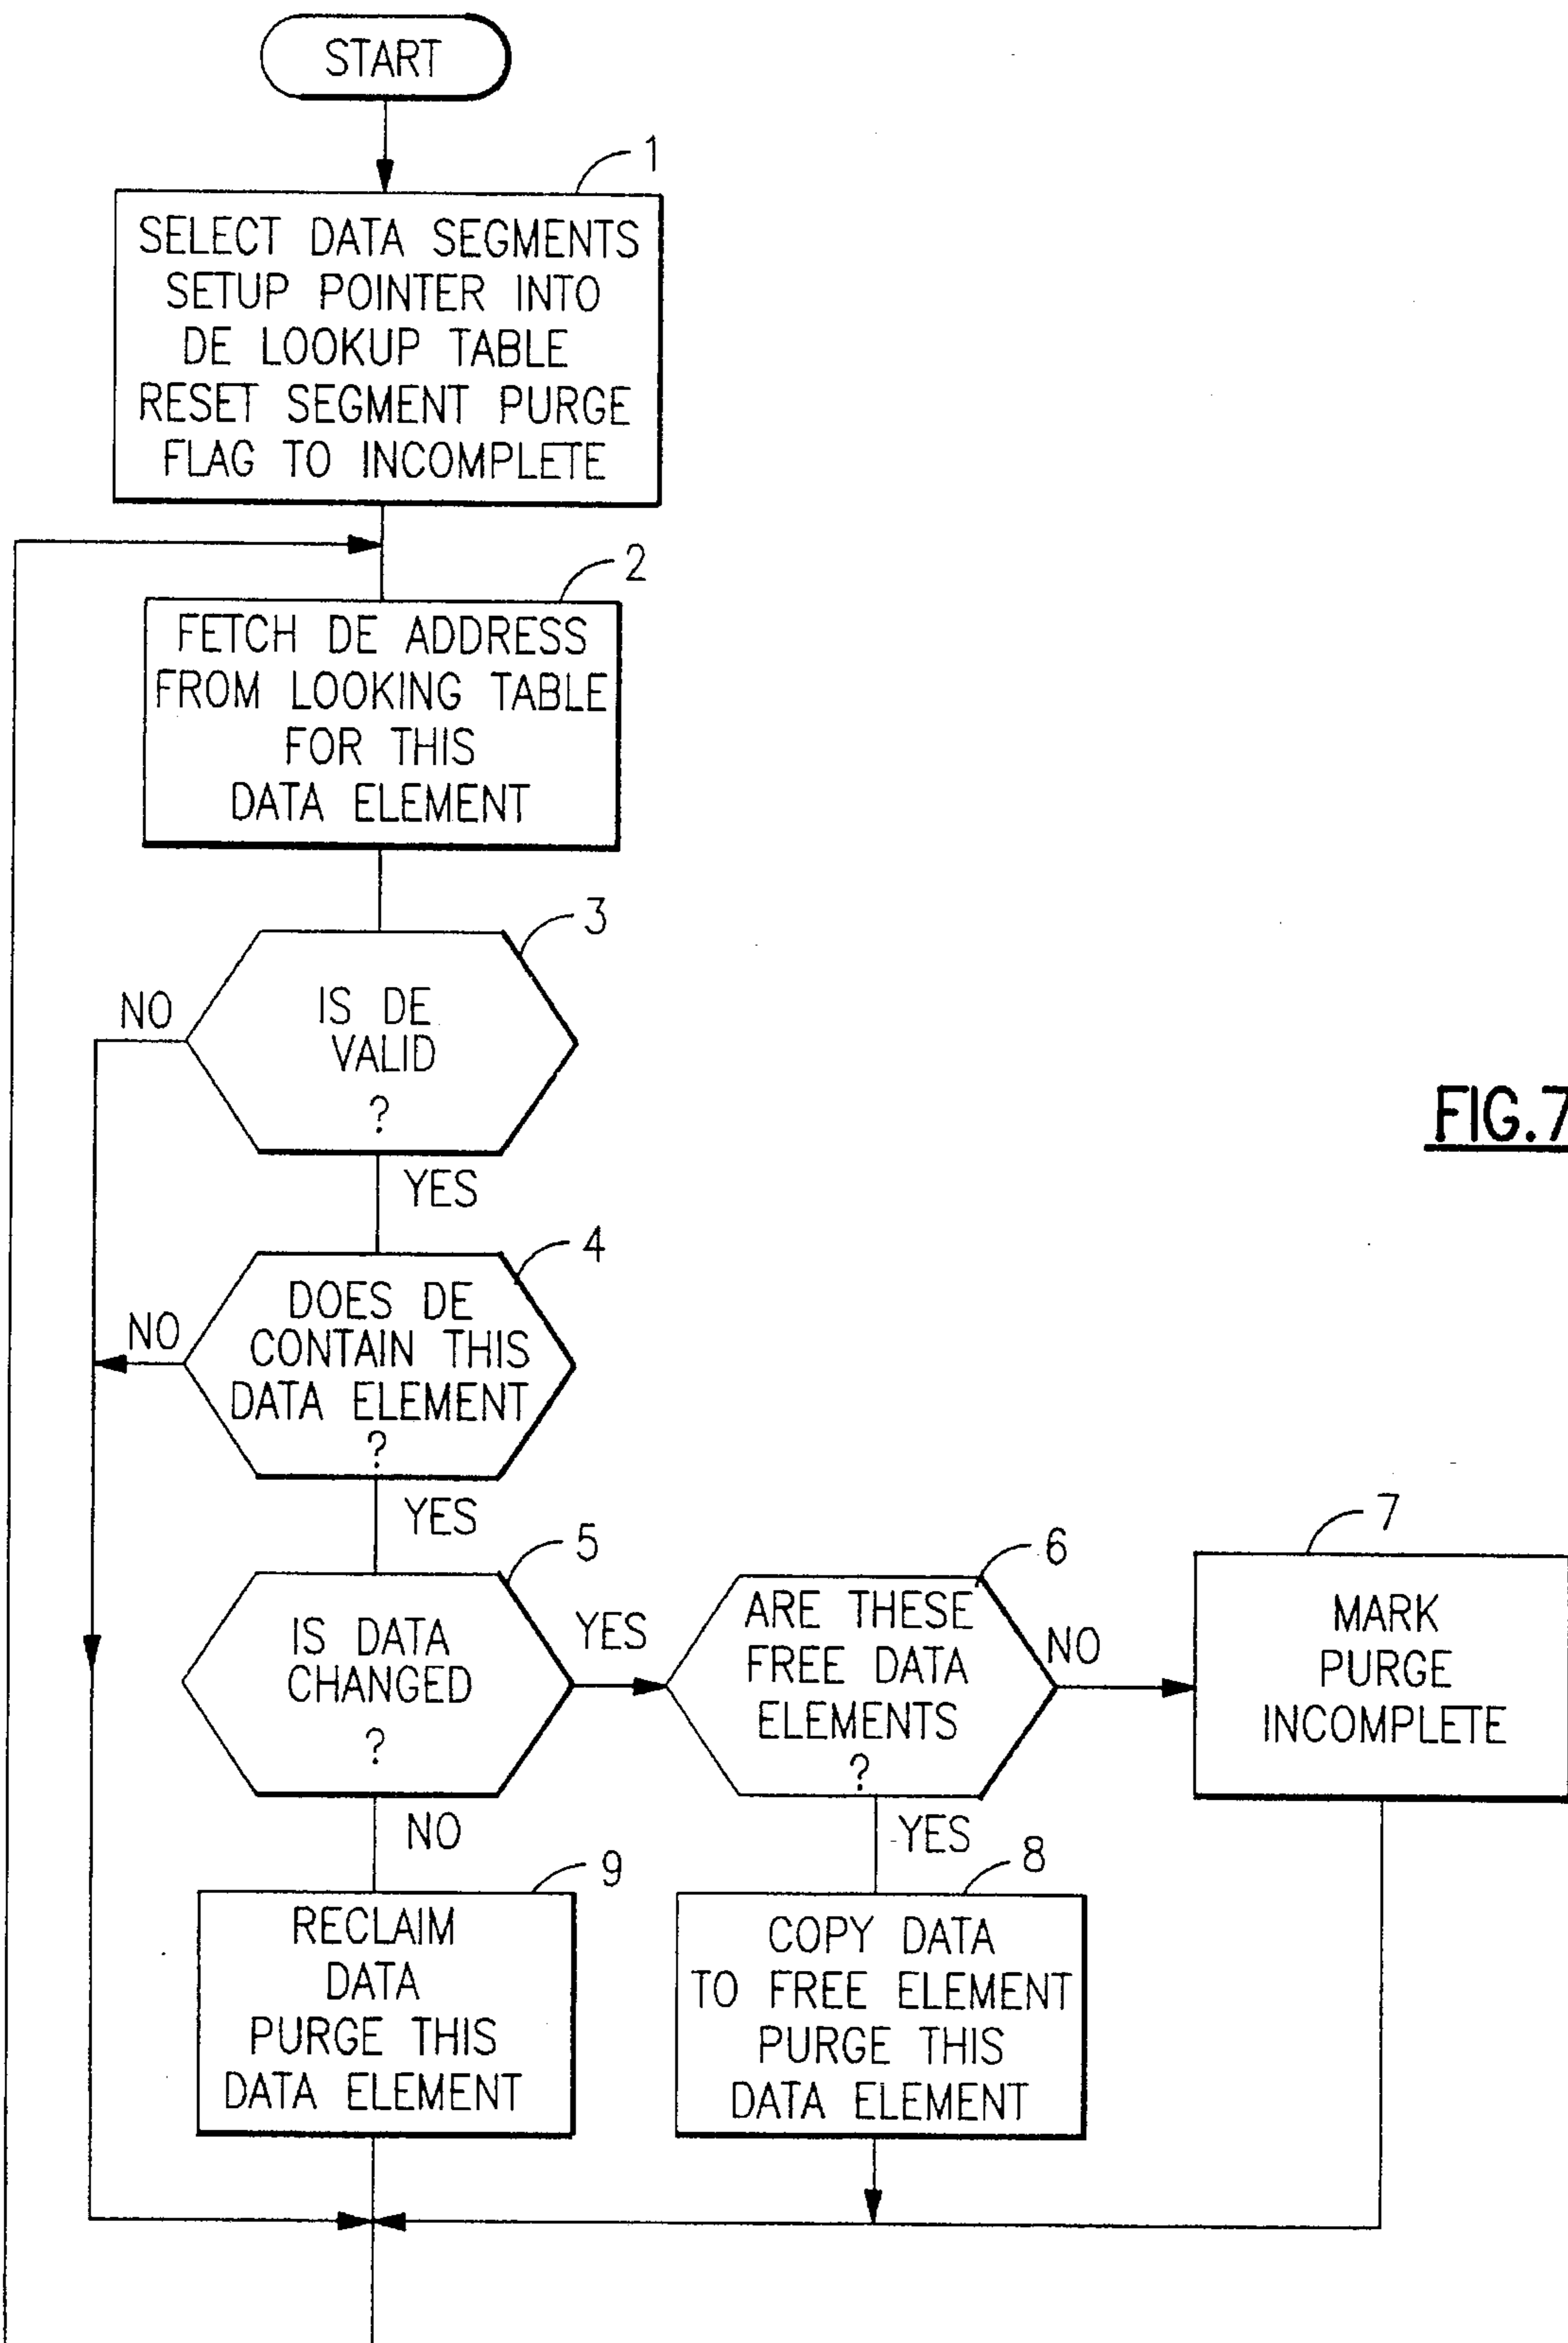 START
1
SELECT DATA SEGMENTS
SETUP POINTER INTO
DE LOOKUP TABLE
RESET SEGMENT PURGE
FLAG TO INCOMPLETE
2
FETCH DE ADDRESS
FROM LOOKING TABLE
FOR THIS
DATA ELEMENT
3
IS DE
VALID
?
NO
YES
FIG.7
4
DOES DE
CONTAIN THIS
DATA ELEMENT
?
NO
YES
5
IS DATA
CHANGED
?
YES
NO
6
ARE THESE
FREE DATA
ELEMENTS
?
NO
YES
7
MARK
PURGE
INCOMPLETE
9
RECLAIM
DATA
PURGE THIS
DATA ELEMENT
8
COPY DATA
TO FREE ELEMENT
PURGE THIS
DATA ELEMENT